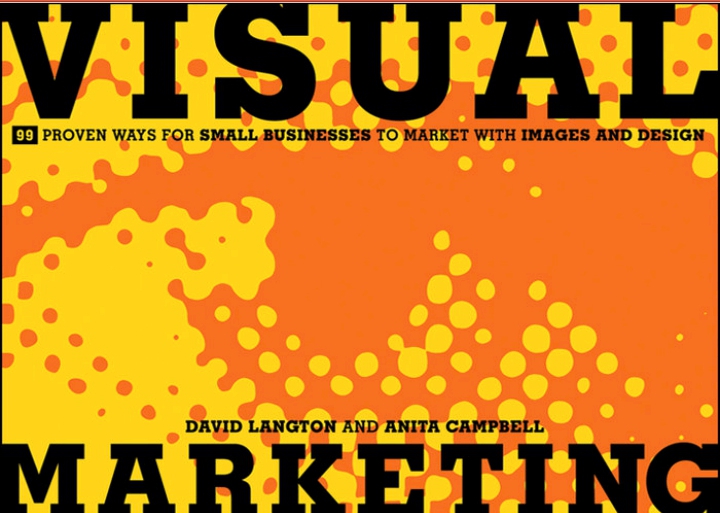 VISUAL
99 PROVEN WAYS FOR SMALL BUSINESSES TO MARKET WITH IMAGES AND DESIGN
DAVID LANGTON AND ANITA CAMPBELL
MARKETING